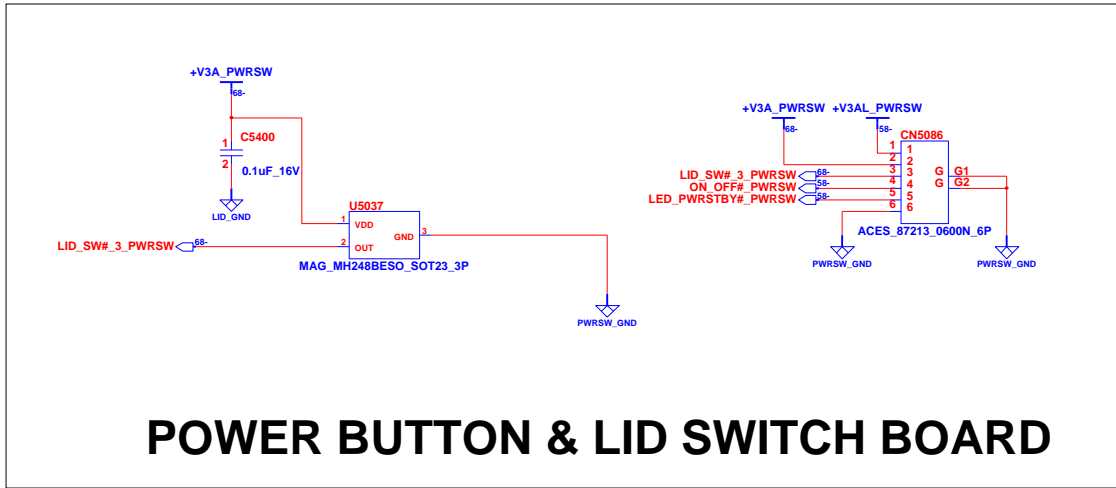 +V3A_PWRSW
68-
C5400
1
2
0.1uF_16V
LID_GND
U5037
1 VDD
GND 3
LID_SW#_3_PWRSW 68-
2 OUT
MAG_MH248BESO_SOT23_3P
PWRSW_GND
+V3A_PWRSW +V3AL_PWRSW
68- 58-
CN5086
1 1
2 2
LID_SW#_3_PWRSW 68- 3 3 G G1
ON_OFF#_PWRSW 58- 4 4 G G2
LED_PWRSTBY#_PWRSW 58- 5 5
6 6
ACES_87213_0600N_6P
PWRSW_GND PWRSW_GND
POWER BUTTON & LID SWITCH BOARD